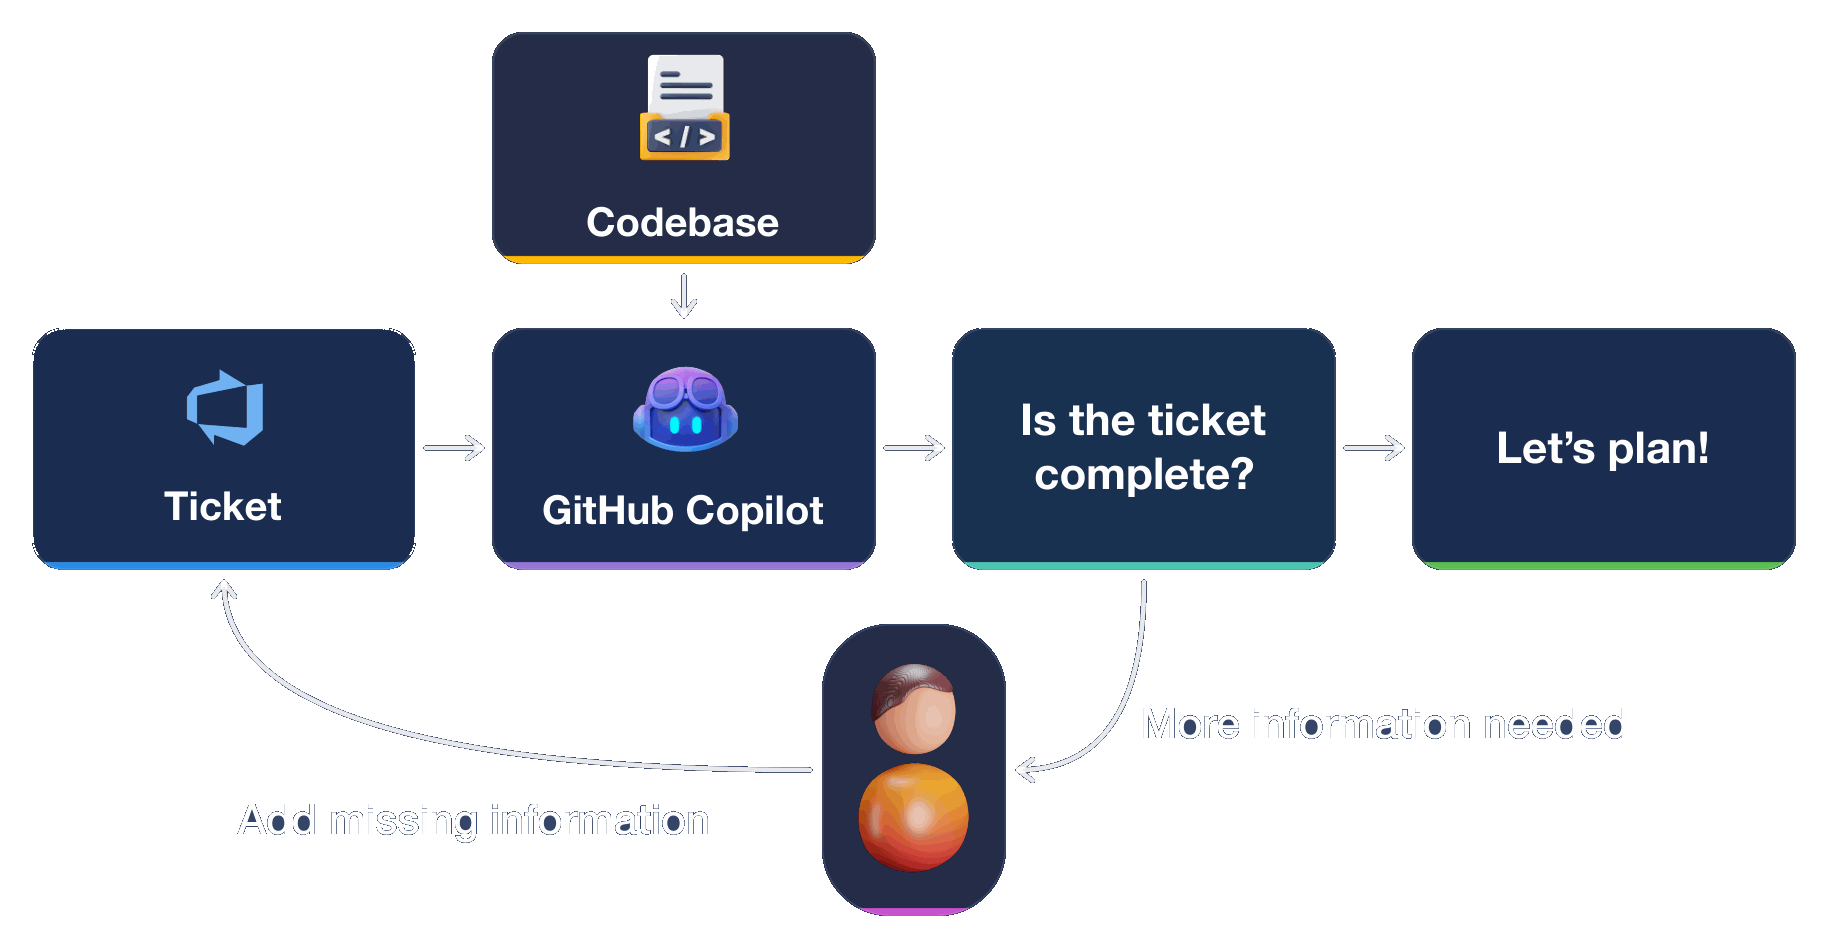 </>
Codebase
Ticket
GitHub Copilot
Is the ticket
complete?
Let’s plan!
More information needed
Add missing information